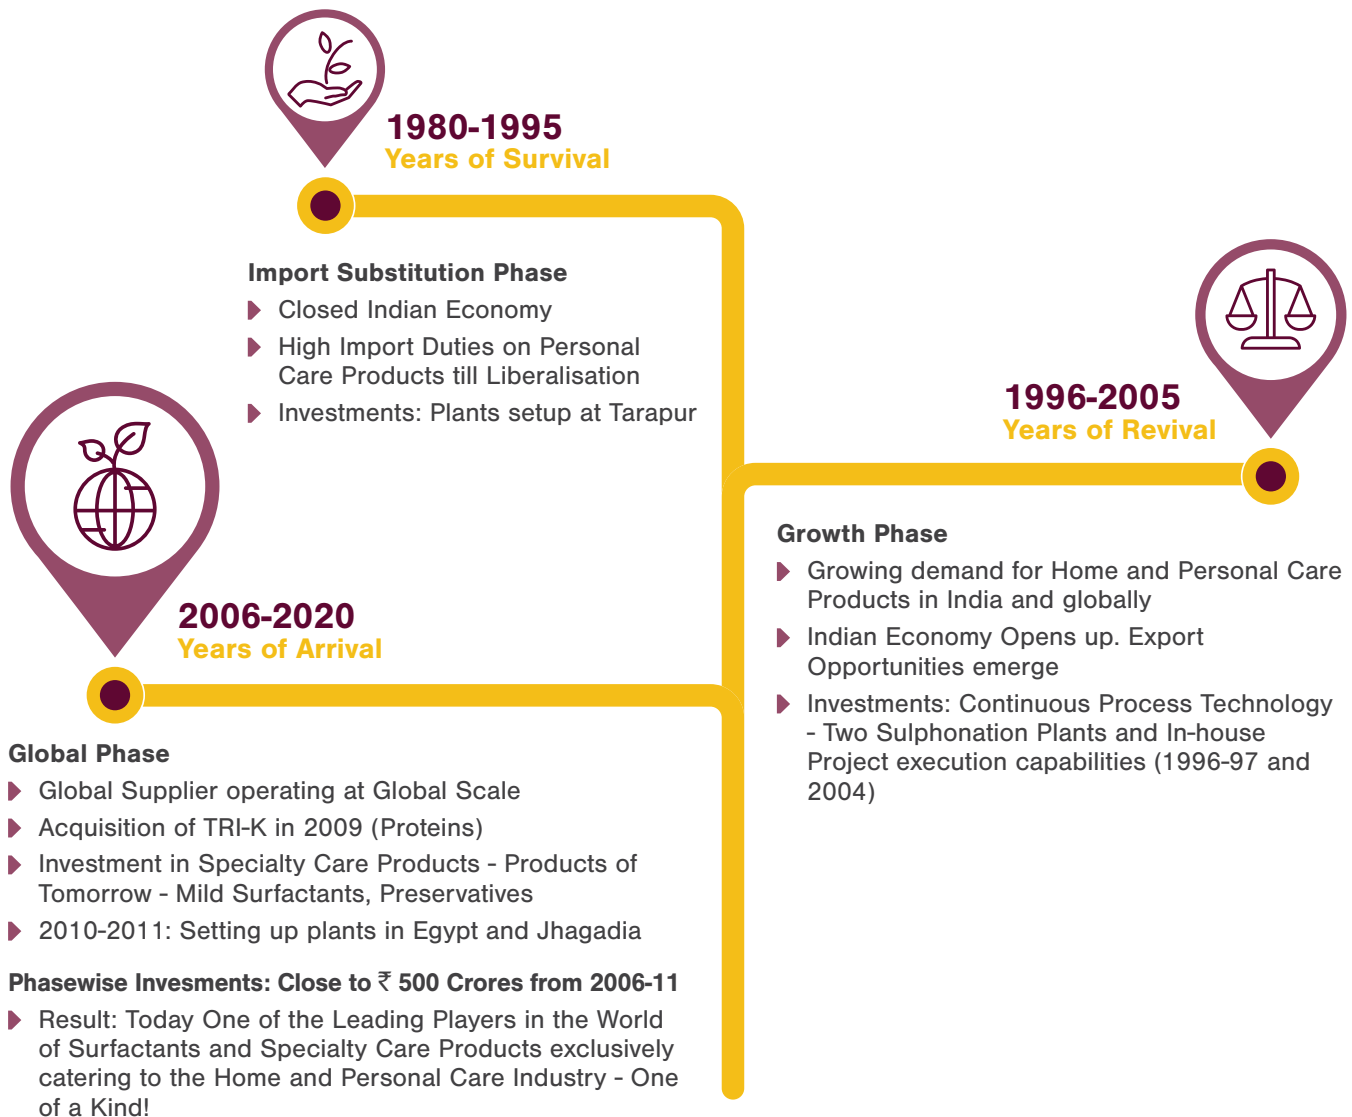 1980-1995
Years of Survival
Import Substitution Phase
Closed Indian Economy
High Import Duties on Personal
Care Products till Liberalisation
Investments: Plants setup at Tarapur
1996-2005
Years of Revival
Growth Phase
Growing demand for Home and Personal Care
Products in India and globally
Indian Economy Opens up. Export
Opportunities emerge
Investments: Continuous Process Technology
- Two Sulphonation Plants and In-house
Project execution capabilities (1996-97 and
2004)
2006-2020
Years of Arrival
Global Phase
Global Supplier operating at Global Scale
Acquisition of TRI-K in 2009 (Proteins)
Investment in Specialty Care Products - Products of
Tomorrow - Mild Surfactants, Preservatives
2010-2011: Setting up plants in Egypt and Jhagadia
Phasewise Invesments: Close to ₹ 500 Crores from 2006-11
Result: Today One of the Leading Players in the World
of Surfactants and Specialty Care Products exclusively
catering to the Home and Personal Care Industry - One
of a Kind!